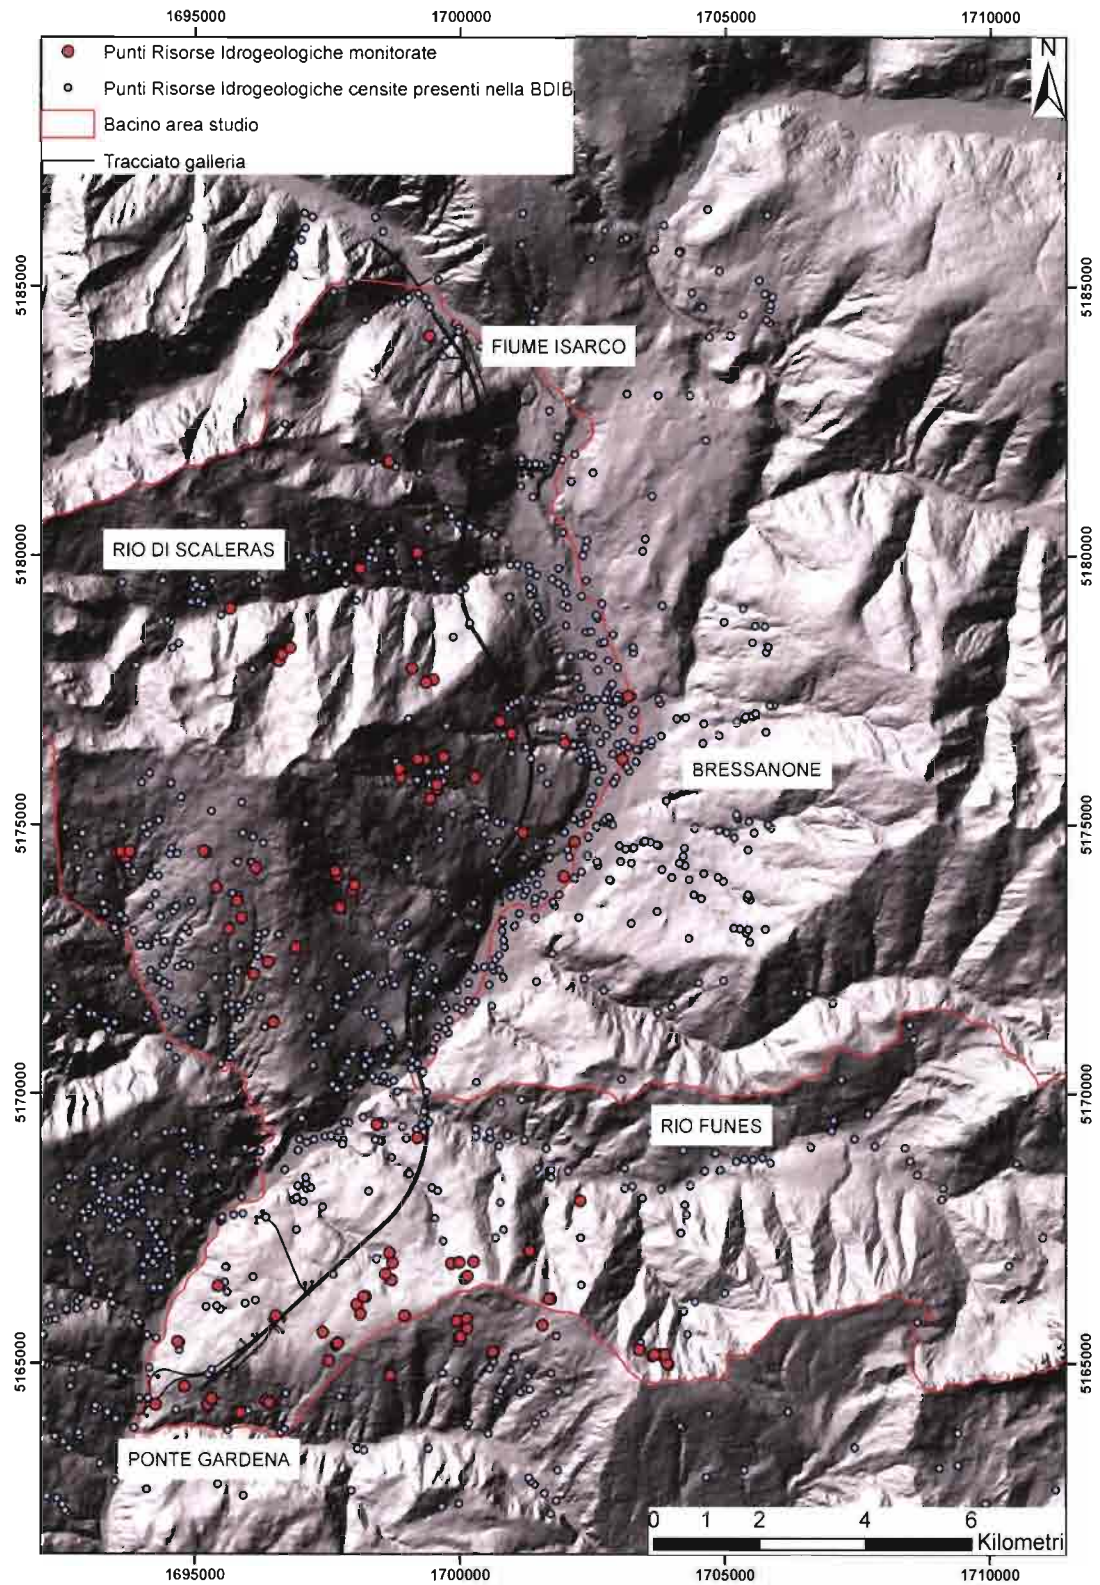 1695000 1700000 1705000 1710000
Punti Risorse Idrogeologiche monitorate
N
Punti Risorse Idrogeologiche censite presenti nella BDIB
Bacino area studio
Tracciato galleria
5185000 5185000
FIUME ISARCO
RIO DI SCALERAS
5180000 5180000
BRESSANONE
5175000 5175000
5170000 5170000
RIO FUNES
5165000 5165000
PONTE GARDENA
0 1 2 4 6
Kilometri
1695000 1700000 1705000 1710000